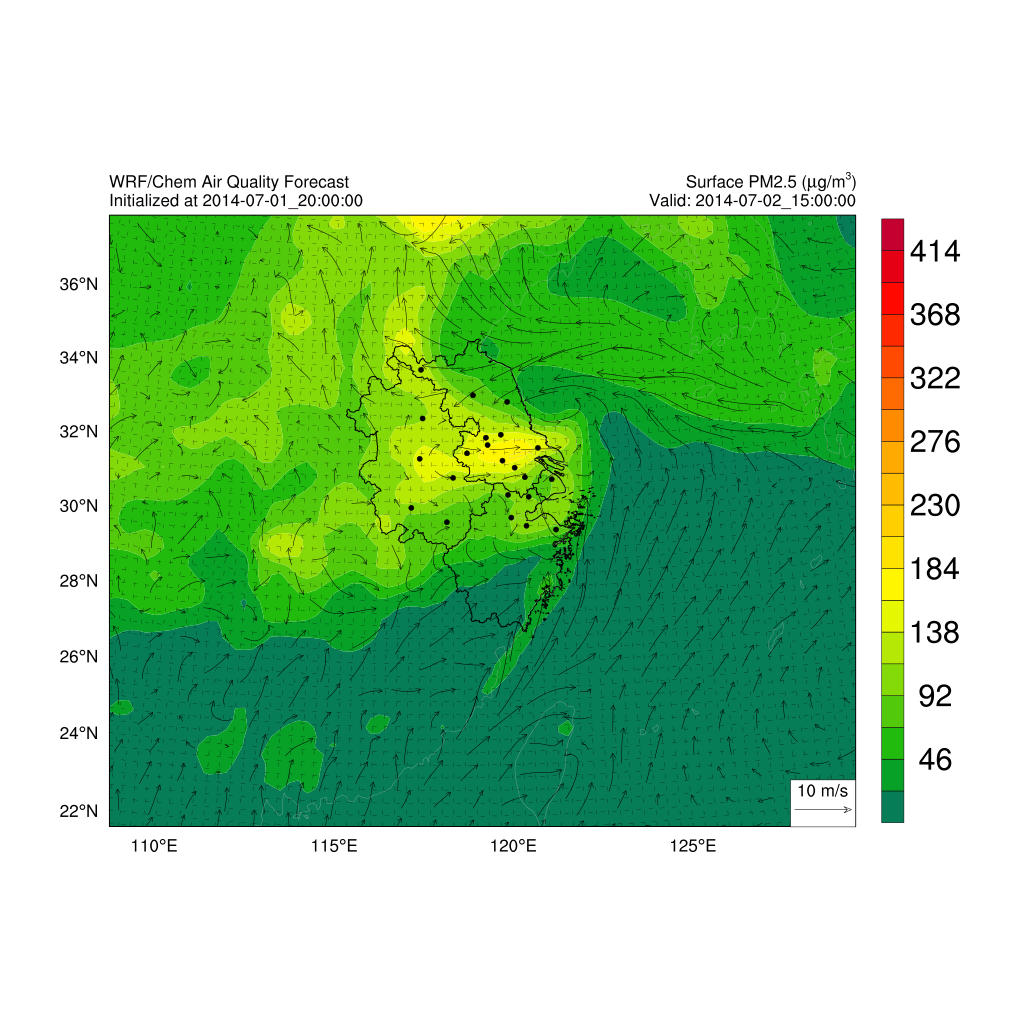 WRF/Chem Air Quality Forecast
Surface PM2.5 (μg/m³)
Initialized at 2014-07-01_20:00:00
Valid: 2014-07-02_15:00:00
36°N
34°N
32°N
30°N
28°N
26°N
24°N
22°N
110°E
115°E
120°E
125°E
10 m/s
414
368
322
276
230
184
138
92
46